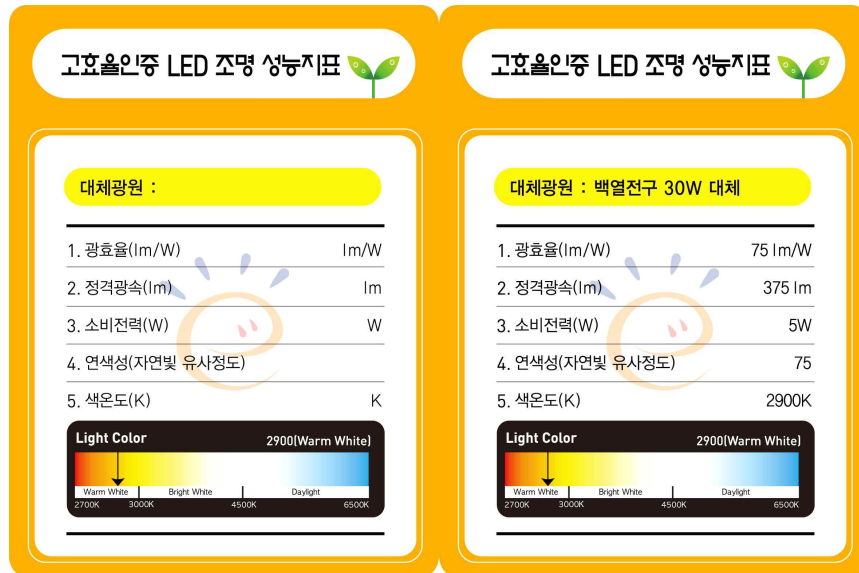 고효율인증 LED 조명 성능지표
대체광원 :
1. 광효율(lm/W) lm/W
2. 정격광속(lm) lm
3. 소비전력(W) W
4. 연색성(자연빛 유사정도)
5. 색온도(K) K
Light Color 2900(Warm White)
Warm White Bright White Daylight
2700K 3000K 4500K 6500K
고효율인증 LED 조명 성능지표
대체광원 : 백열전구 30W 대체
1. 광효율(lm/W) 75 lm/W
2. 정격광속(lm) 375 lm
3. 소비전력(W) 5W
4. 연색성(자연빛 유사정도) 75
5. 색온도(K) 2900K
Light Color 2900(Warm White)
Warm White Bright White Daylight
2700K 3000K 4500K 6500K